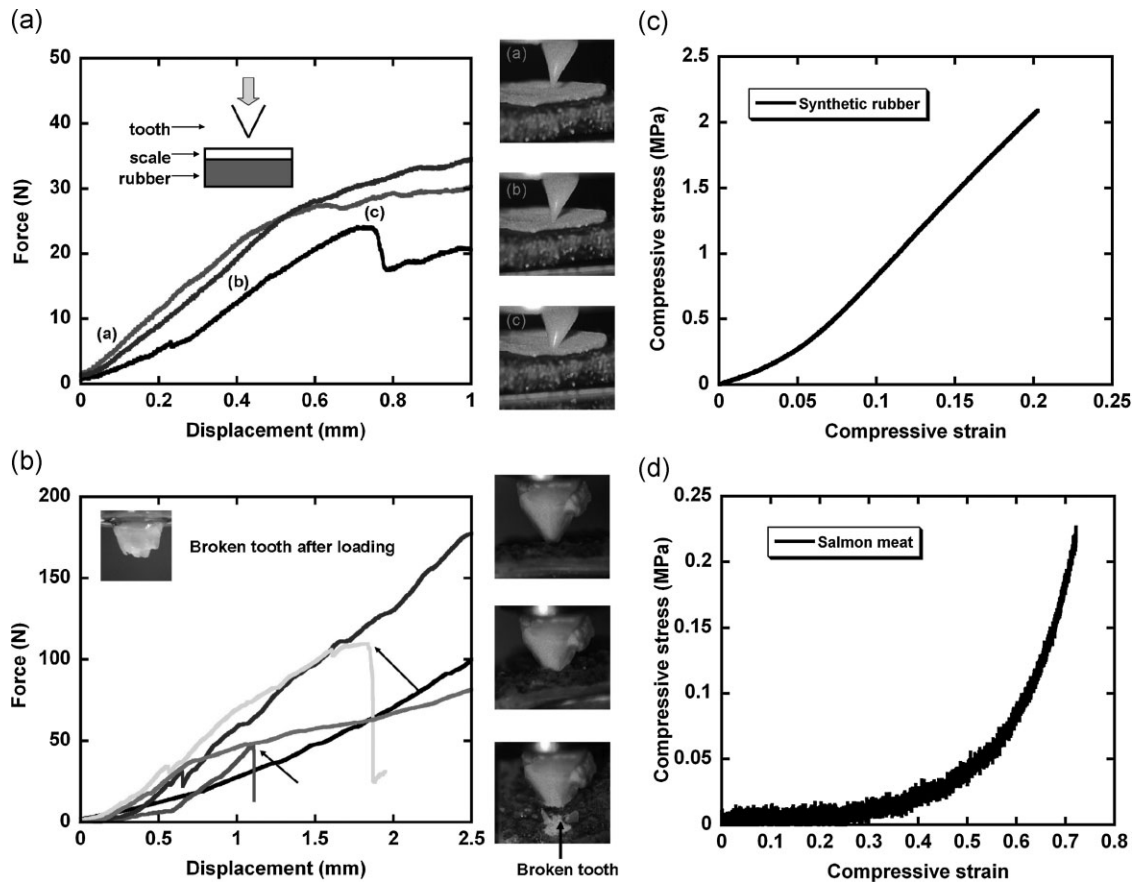 (a)
50
40
30
20
10
0
Force (N)
tooth
scale
rubber
(a)
(b)
(c)
0
0.2
0.4
0.6
0.8
1
Displacement (mm)
(a)
(b)
(c)
(b)
200
150
100
50
0
Force (N)
Broken tooth after loading
0
0.5
1
1.5
2
2.5
Displacement (mm)
Broken tooth
(c)
2.5
2
1.5
1
0.5
0
Compressive stress (MPa)
Synthetic rubber
0
0.05
0.1
0.15
0.2
0.25
Compressive strain
(d)
0.25
0.2
0.15
0.1
0.05
0
Compressive stress (MPa)
Salmon meat
0
0.1
0.2
0.3
0.4
0.5
0.6
0.7
0.8
Compressive strain